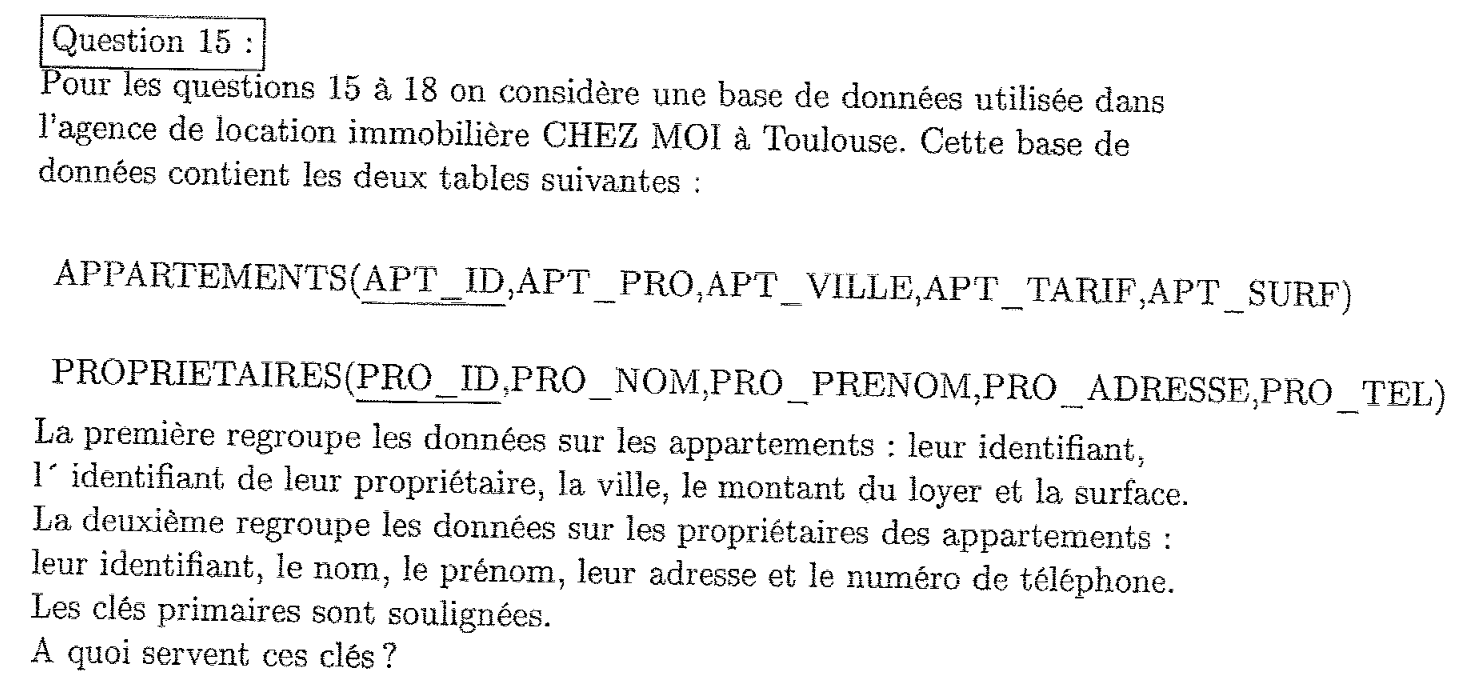 Question 15 :
Pour les questions 15 à 18 on considère une base de données utilisée dans
l'agence de location immobilière CHEZ MOI à Toulouse. Cette base de
données contient les deux tables suivantes :
APPARTEMENTS(APT_ID,APT_PRO,APT_VILLE,APT_TARIF,APT_SURF)
PROPRIETAIRES(PRO_ID,PRO_NOM,PRO_PRENOM,PRO_ADRESSE,PRO_TEL)
La première regroupe les données sur les appartements : leur identifiant,
l´ identifiant de leur propriétaire, la ville, le montant du loyer et la surface.
La deuxième regroupe les données sur les propriétaires des appartements :
leur identifiant, le nom, le prénom, leur adresse et le numéro de téléphone.
Les clés primaires sont soulignées.
A quoi servent ces clés ?